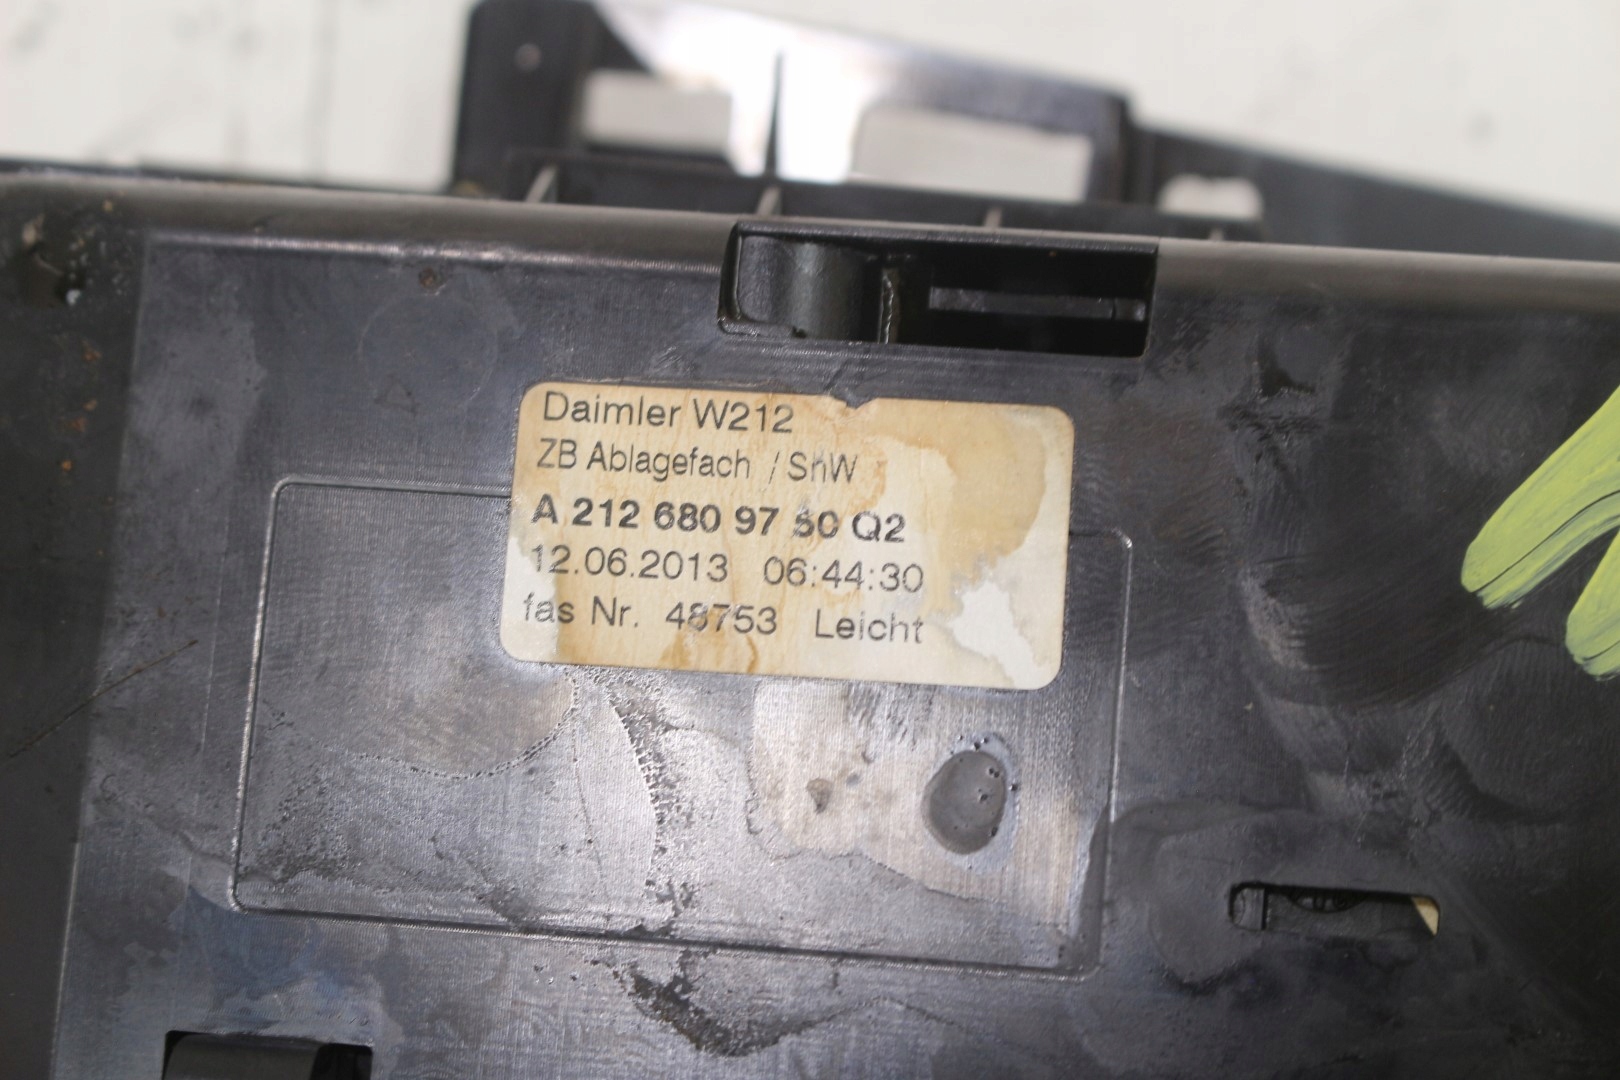 Daimler W212
ZB Ablagefach / ShW
A 212 680 97 50 Q2
12.06.2013 06:44:30
fas Nr. 48753 Leicht